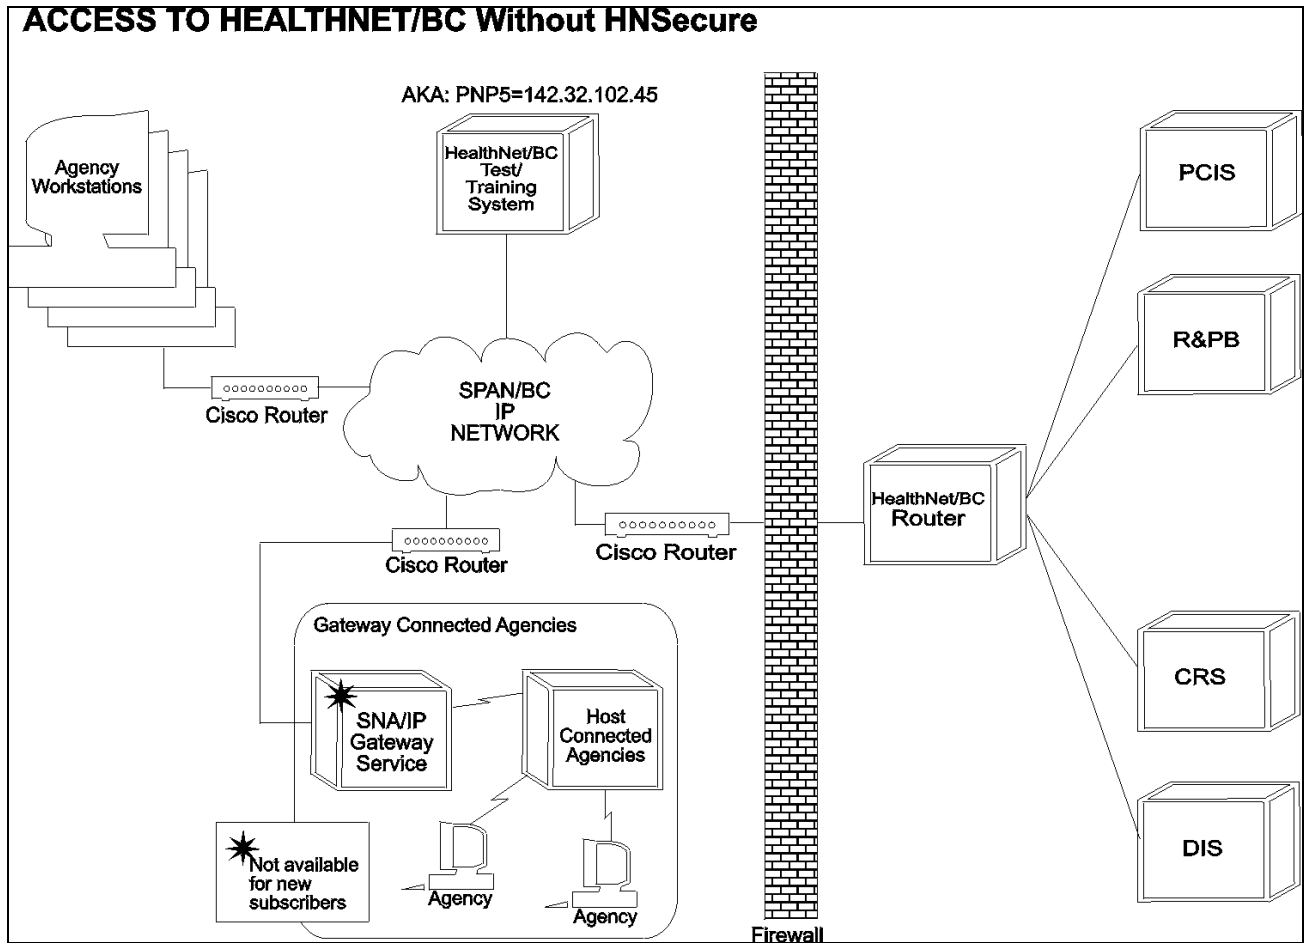 ACCESS TO HEALTHNET/BC Without HNSecure
AKA: PNP5=142.32.102.45
Agency
Workstations
HealthNet/BC
Test/
Training
System
PCIS
R&PB
SPAN/BC
IP
NETWORK
Cisco Router
HealthNet/BC
Router
Cisco Router
Cisco Router
Gateway Connected Agencies
SNA/IP
Gateway
Service
Host
Connected
Agencies
CRS
DIS
Not available
for new
subscribers
Agency
Agency
Firewall